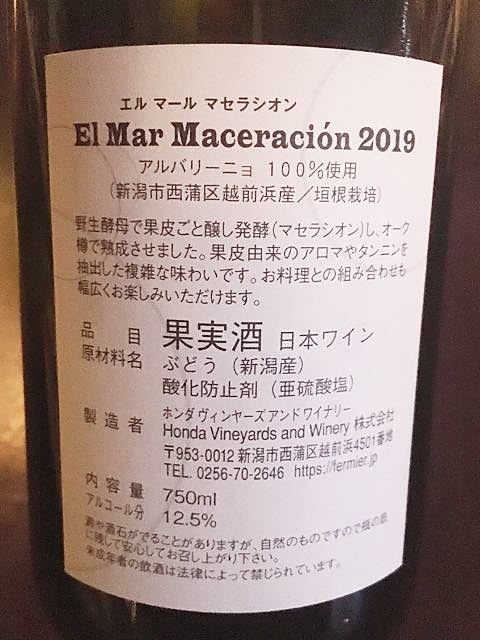 エル マール マセラシオン
El Mar Maceración 2019
アルバリーニョ 100%使用
(新潟市西蒲区越前浜産/垣根栽培)
野生酵母で果皮ごと醸し発酵(マセラシオン)し、オーク
樽で熟成させました。果皮由来のアロマやタンニンを
抽出した複雑な味わいです。お料理との組み合わせも
幅広くお楽しみいただけます。
品目 果実酒 日本ワイン
原材料名 ぶどう(新潟産)
酸化防止剤(亜硫酸塩)
製造者 ホンダヴィンヤーズアンドワイナリー
Honda Vineyards and Winery 株式会社
〒953-0012 新潟市西蒲区越前浜4501番地
TEL. 0256-70-2646 https://fermier.jp
内容量 750ml
アルコール分 12.5%
澱や酒石がでることがありますが、自然のものですので瓶の底
に残して安心してお召し上がり下さい。
未成年者の飲酒は法律によって禁じられています。